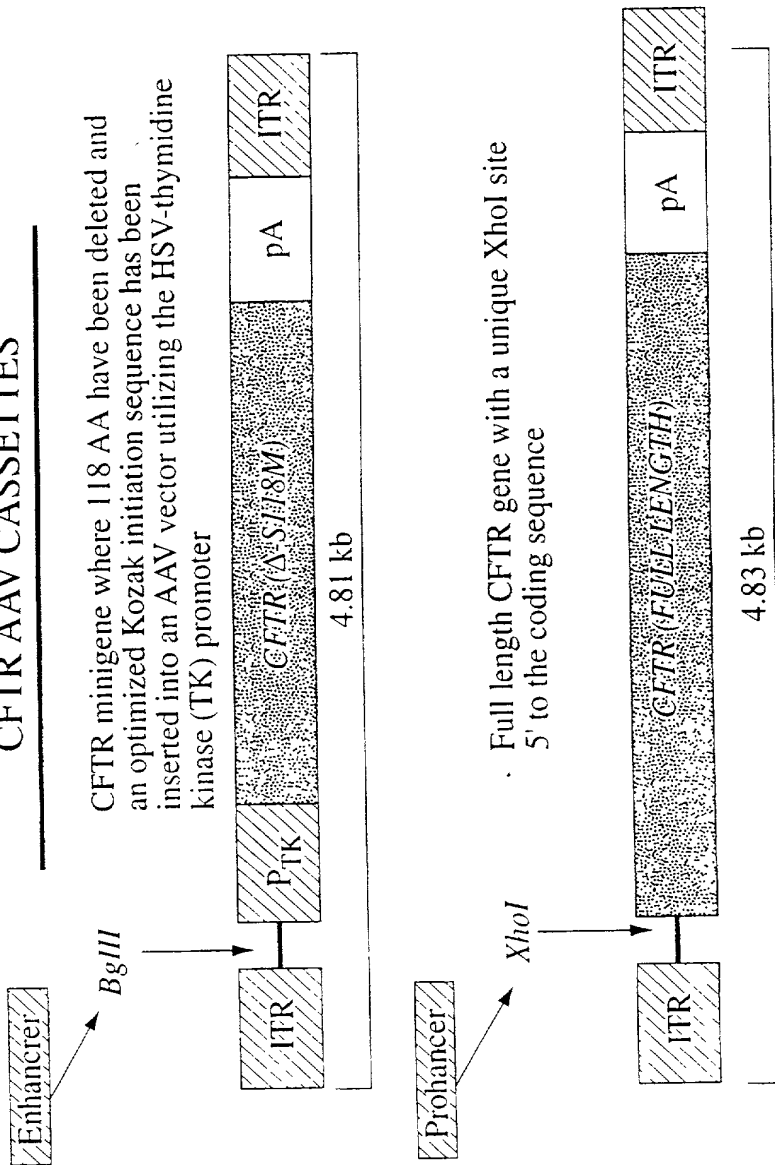 CFTR AAV CASSETTES
Enhancrer
BglII
CFTR minigene where 118 AA have been deleted and
an optimized Kozak initiation sequence has been
inserted into an AAV vector utilizing the HSV-thymidine
kinase (TK) promoter
ITR
PTK
CFTR (Δ S118M)
pA
ITR
4.81 kb
Prohancer
XhoI
Full length CFTR gene with a unique XhoI site
5' to the coding sequence
ITR
CFTR (FULL LENGTH)
pA
ITR
4.83 kb